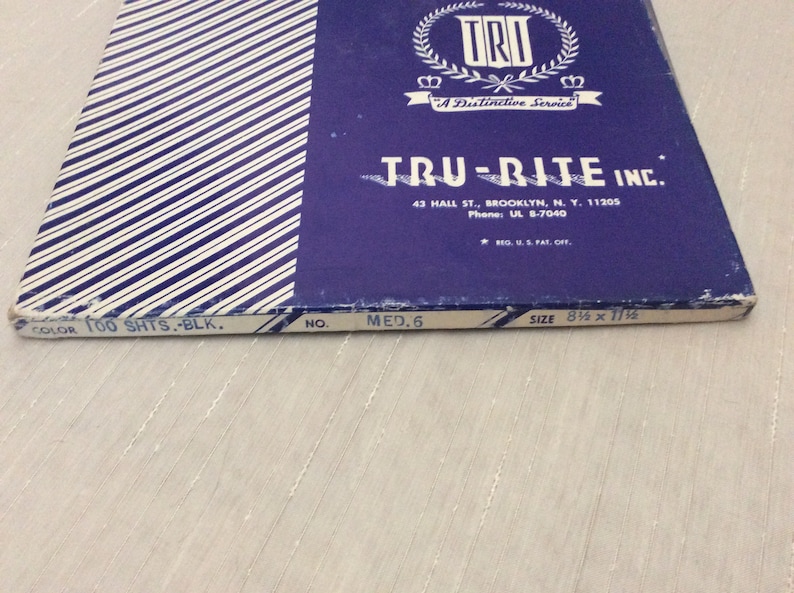 TRI
"A Distinctive Service"
TRU-RITE INC.*
43 HALL ST., BROOKLYN, N. Y. 11205
Phone: UL 8-7040
* REG. U. S. PAT. OFF.
COLOR 100 SHTS.-BLK. NO. MED.6 SIZE 8½ x 11½